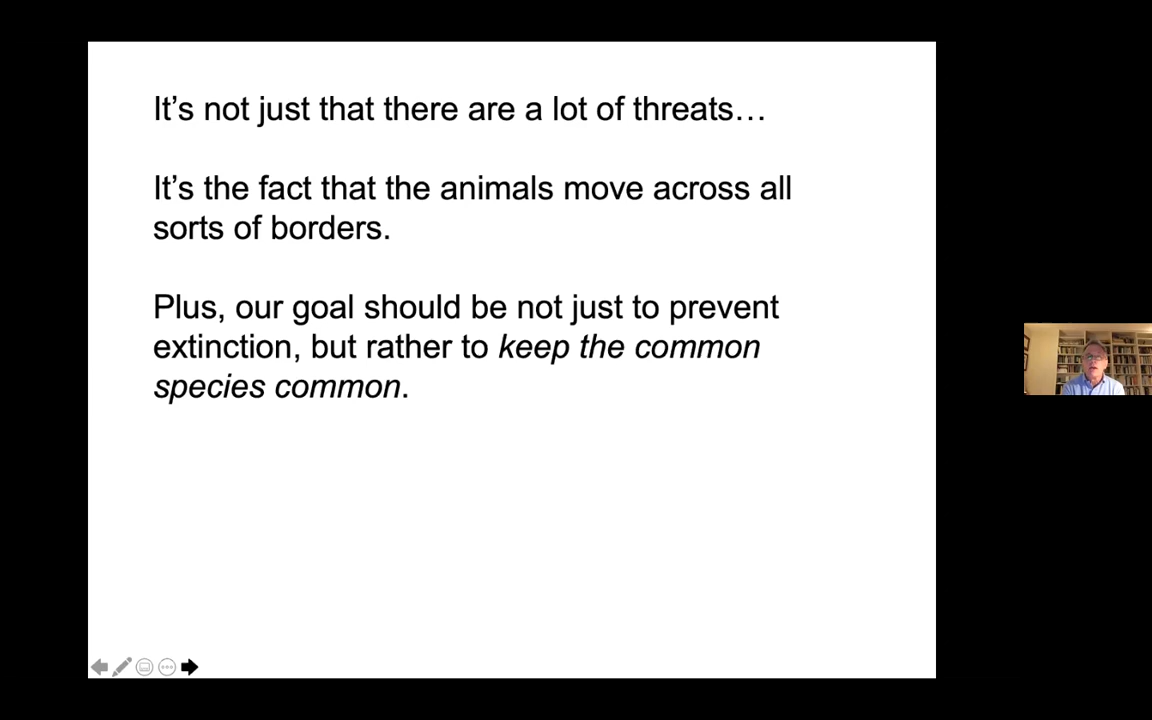 It’s not just that there are a lot of threats…
It’s the fact that the animals move across all
sorts of borders.
Plus, our goal should be not just to prevent
extinction, but rather to keep the common
species common.